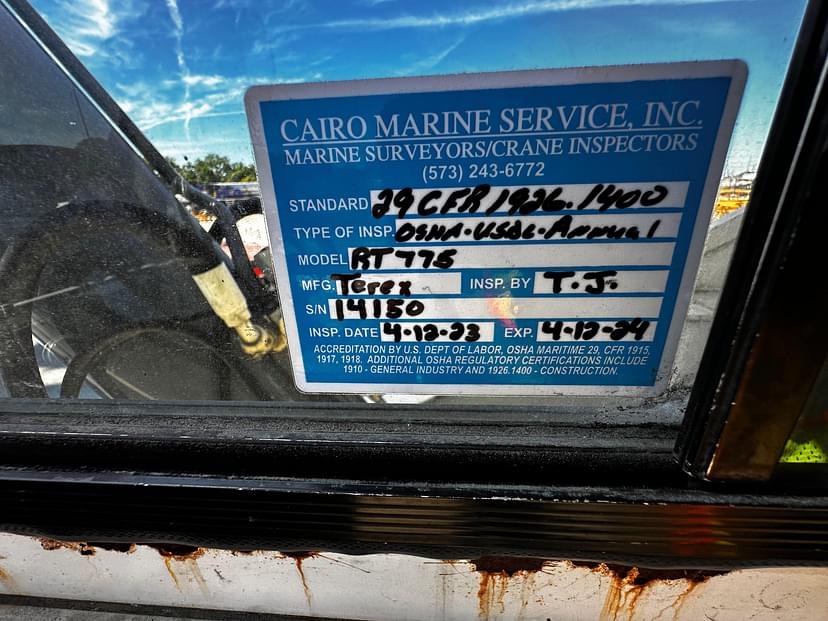 CAIRO MARINE SERVICE, INC.
MARINE SURVEYORS/CRANE INSPECTORS
(573) 243-6772
STANDARD 29 CFR 1926.1400
TYPE OF INSP. OSHA-USDL-Annual
MODEL RT 775
MFG. Terex INSP. BY T.J.
S/N 14150
INSP. DATE 4-12-23 EXP. 4-12-24
ACCREDITATION BY U.S. DEPT OF LABOR, OSHA MARITIME 29, CFR 1915,
1917, 1918. ADDITIONAL OSHA REGULATORY CERTIFICATIONS INCLUDE
1910 - GENERAL INDUSTRY AND 1926.1400 - CONSTRUCTION.